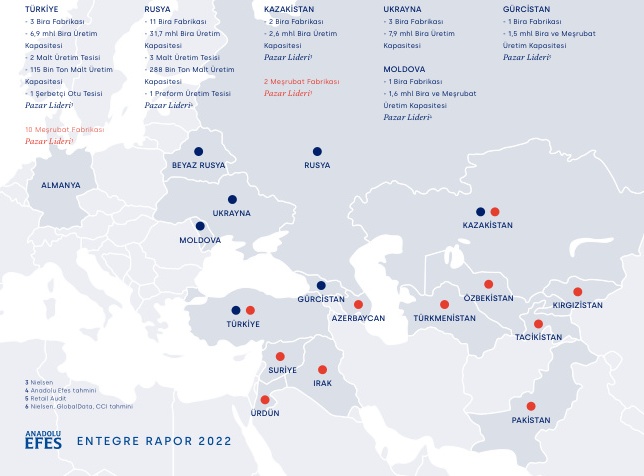 TÜRKİYE
- 3 Bira Fabrikası
- 6,9 mhl Bira Üretim
Kapasitesi
- 2 Malt Üretim Tesisi
- 115 Bin Ton Malt Üretim
Kapasitesi
- 1 Şerbetçi Otu Tesisi
Pazar Lideri³
10 Meşrubat Fabrikası
Pazar Lideri³
RUSYA
- 11 Bira Fabrikası
- 31,7 mhl Bira Üretim
Kapasitesi
- 3 Malt Üretim Tesisi
- 288 Bin Ton Malt Üretim
Kapasitesi
- 1 Preform Üretim Tesisi
Pazar Lideri
KAZAKİSTAN
- 2 Bira Fabrikası
- 2,6 mhl Bira Üretim
Kapasitesi
Pazar Lideri
2 Meşrubat Fabrikası
Pazar Lideri
UKRAYNA
- 3 Bira Fabrikası
- 7,9 mhl Bira Üretim
Kapasitesi
MOLDOVA
- 1 Bira Fabrikası
- 1,6 mhl Bira ve Meşrubat
Üretim Kapasitesi
Pazar Lideri
GÜRCİSTAN
- 1 Bira Fabrikası
- 1,5 mhl Bira ve Meşrubat
Üretim Kapasitesi
Pazar Lideri
BEYAZ RUSYA
RUSYA
ALMANYA
UKRAYNA
MOLDOVA
KAZAKİSTAN
GÜRCİSTAN
ÖZBEKİSTAN
KIRGIZİSTAN
TÜRKİYE
AZERBAYCAN
TÜRKMENİSTAN
TACİKİSTAN
SURİYE
IRAK
ÜRDÜN
PAKİSTAN
3 Nielsen
4 Anadolu Efes tahmini
5 Retail Audit
6 Nielsen, GlobalData, CCI tahmini
ANADOLU
EFES
ENTEGRE RAPOR 2022